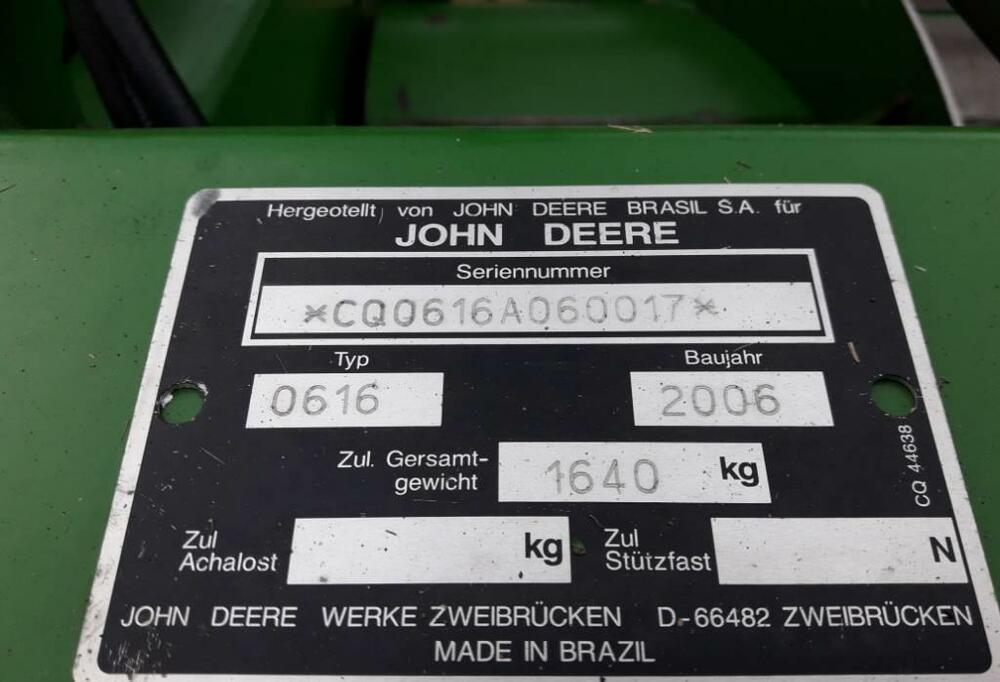 Hergeotellt von JOHN DEERE BRASIL S.A. für
JOHN DEERE
Seriennummer
*CQ0616A060017*
Typ
Baujahr
0616
2006
Zul. Gersamt-
gewicht
1640 kg
CQ 44638
Zul
Achalost
kg
Zul
Stützfast
N
JOHN DEERE WERKE ZWEIBRÜCKEN D-66482 ZWEIBRÜCKEN
MADE IN BRAZIL